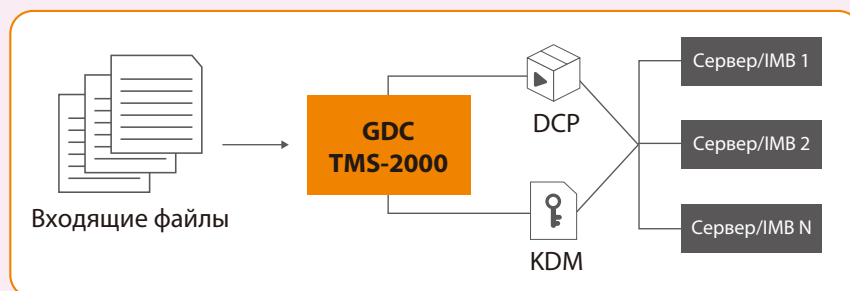 Входящие файлы
GDC
TMS-2000
DCP
KDM
Сервер/IMB 1
Сервер/IMB 2
Сервер/IMB N